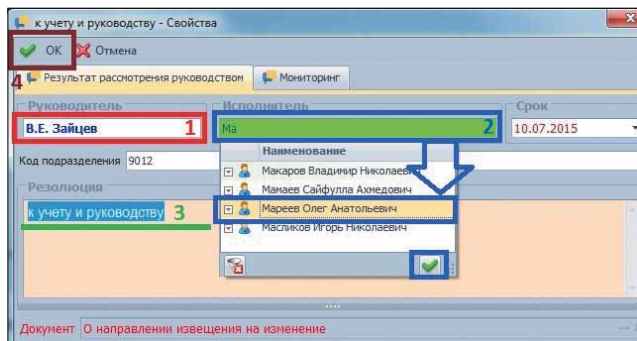 к учету и руководству - Свойства
OK Отмена
4
Результат рассмотрения руководством Мониторинг
Руководитель Исполнитель Срок
В.Е. Зайцев 1 Ма 2 10.07.2015
Наименование
Код подразделения 9012
Макаров Владимир Николаевич
Резолюция
Мамаев Сайфулла Ахмедович
к учету и руководству 3 Мареев Олег Анатольевич
Масликов Игорь Николаевич
Документ О направлении извещения на изменение